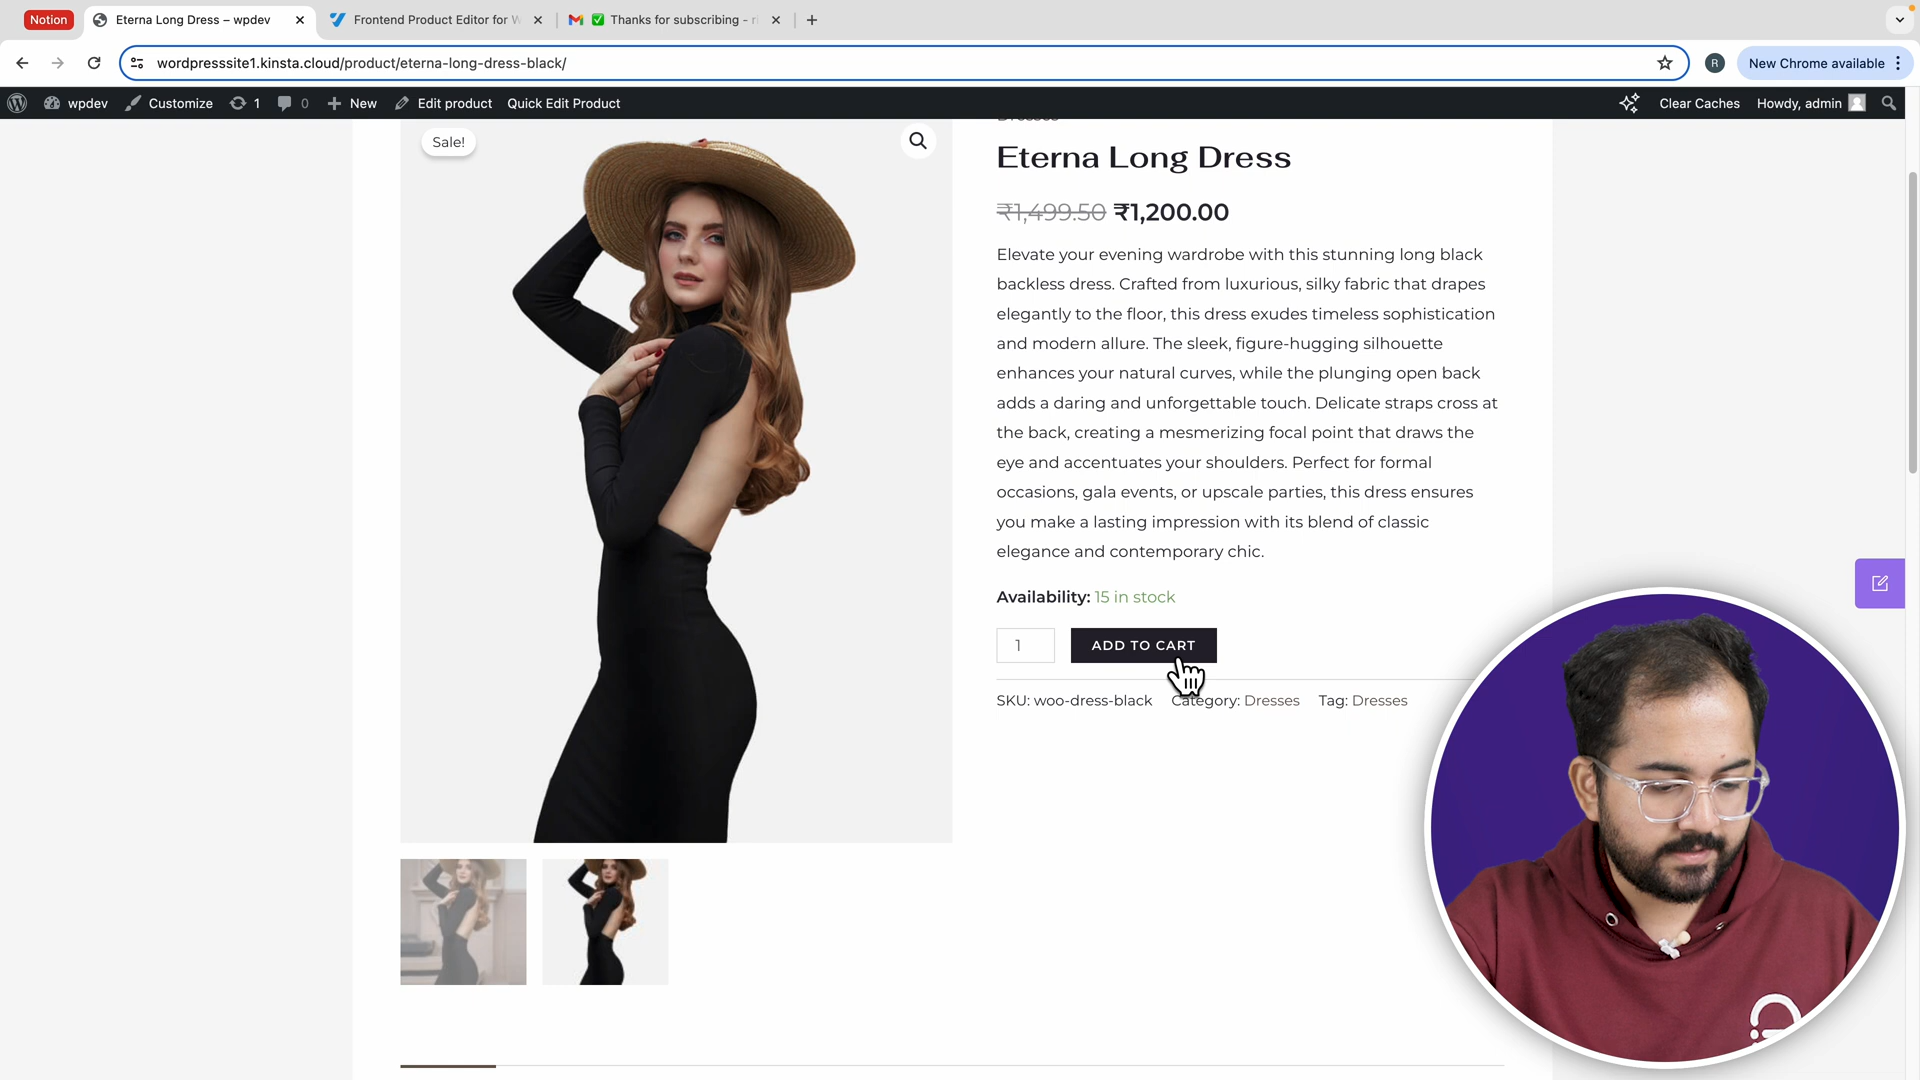 Notion
Eterna Long Dress – wpdev
Frontend Product Editor for W
Thanks for subscribing - ri
wordpresssite1.kinsta.cloud/product/eterna-long-dress-black/
R
New Chrome available
wpdev
Customize
1
0
New
Edit product
Quick Edit Product
Clear Caches
Howdy, admin
Dresses
Sale!
Eterna Long Dress
₹1,499.50 ₹1,200.00
Elevate your evening wardrobe with this stunning long black
backless dress. Crafted from luxurious, silky fabric that drapes
elegantly to the floor, this dress exudes timeless sophistication
and modern allure. The sleek, figure-hugging silhouette
enhances your natural curves, while the plunging open back
adds a daring and unforgettable touch. Delicate straps cross at
the back, creating a mesmerizing focal point that draws the
eye and accentuates your shoulders. Perfect for formal
occasions, gala events, or upscale parties, this dress ensures
you make a lasting impression with its blend of classic
elegance and contemporary chic.
Availability: 15 in stock
1
ADD TO CART
SKU: woo-dress-black Category: Dresses Tag: Dresses